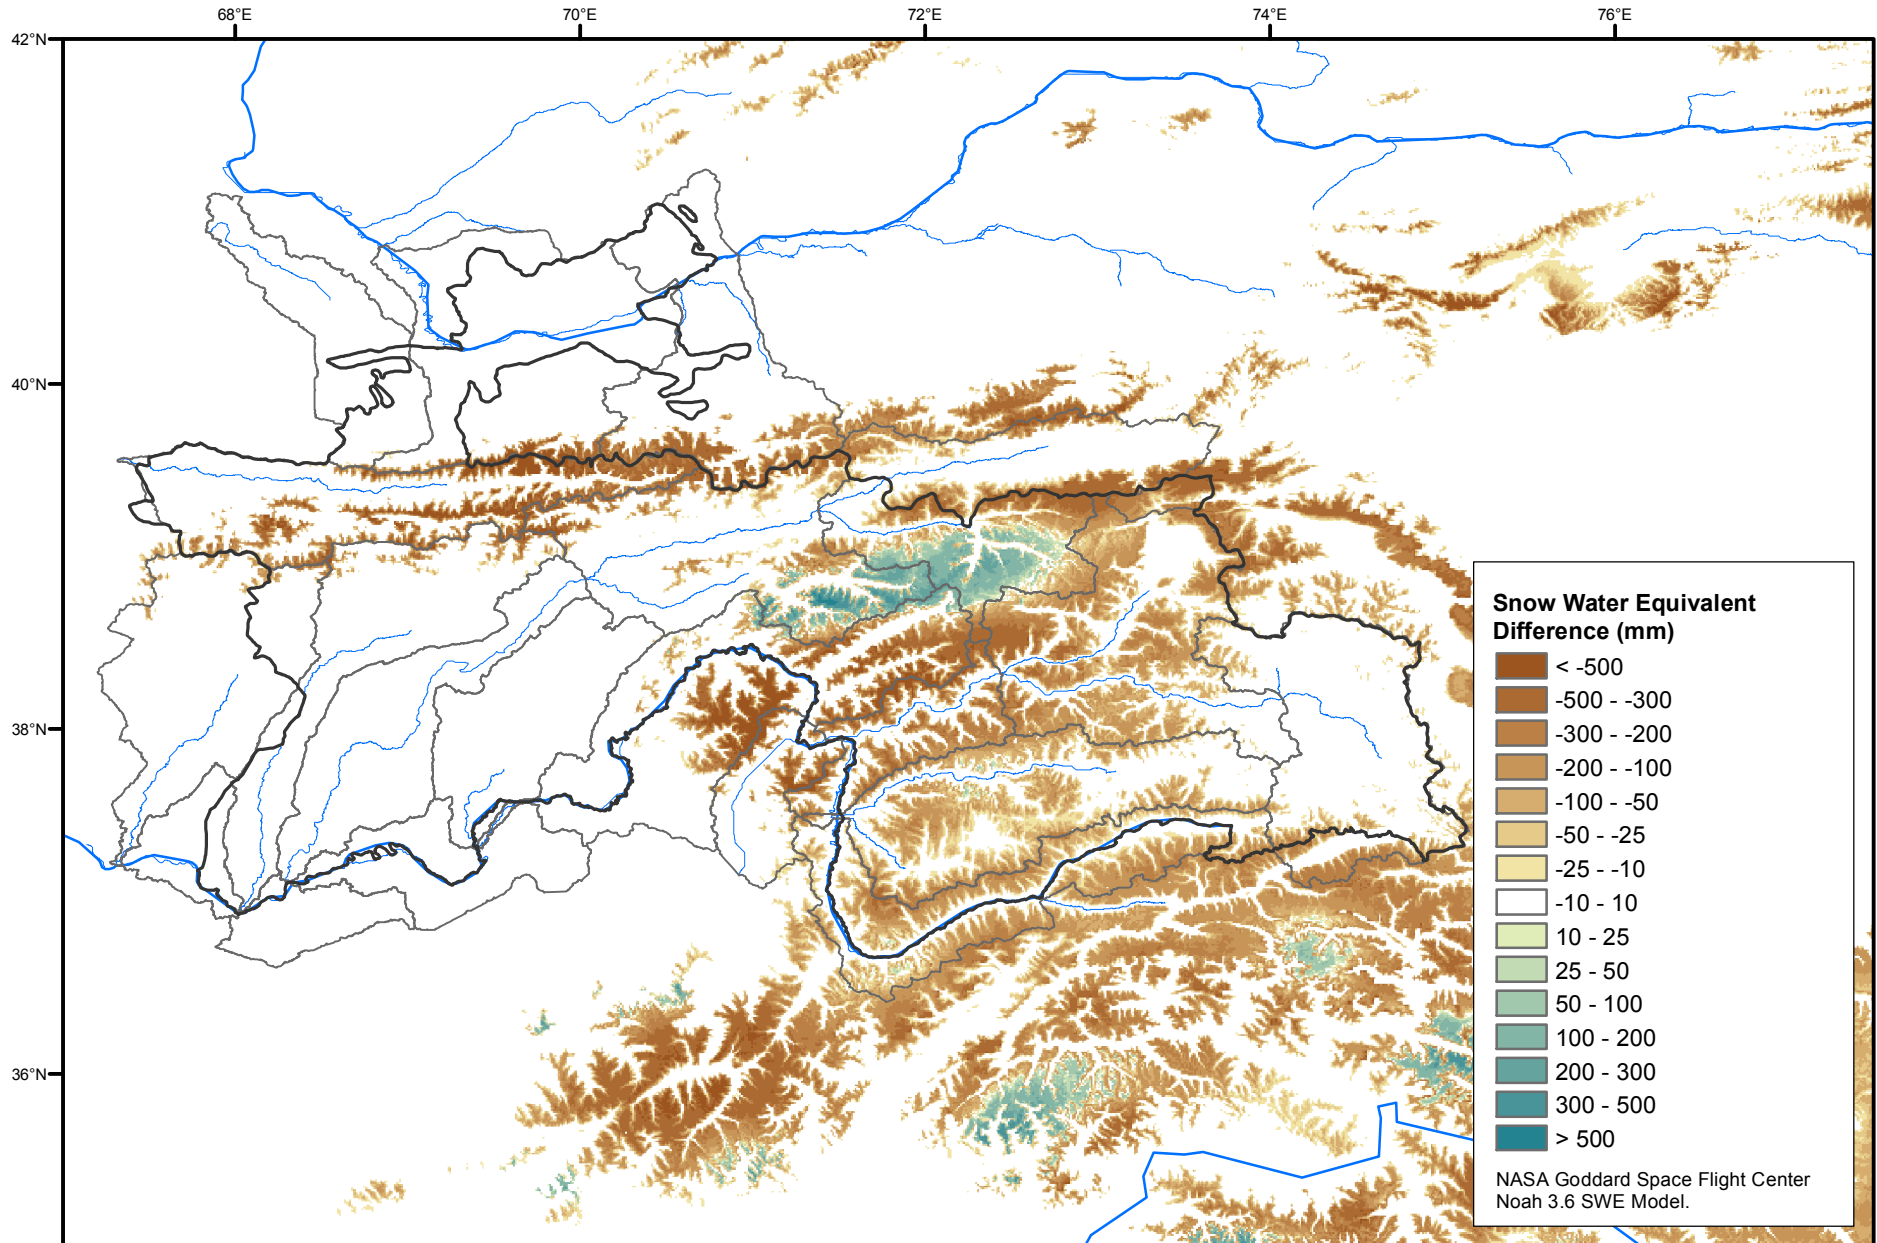 68°E
70°E
72°E
74°E
76°E
42°N
40°N
38°N
36°N
Snow Water Equivalent
Difference (mm)
< -500
-500 - -300
-300 - -200
-200 - -100
-100 - -50
-50 - -25
-25 - -10
-10 - 10
10 - 25
25 - 50
50 - 100
100 - 200
200 - 300
300 - 500
> 500
NASA Goddard Space Flight Center
Noah 3.6 SWE Model.